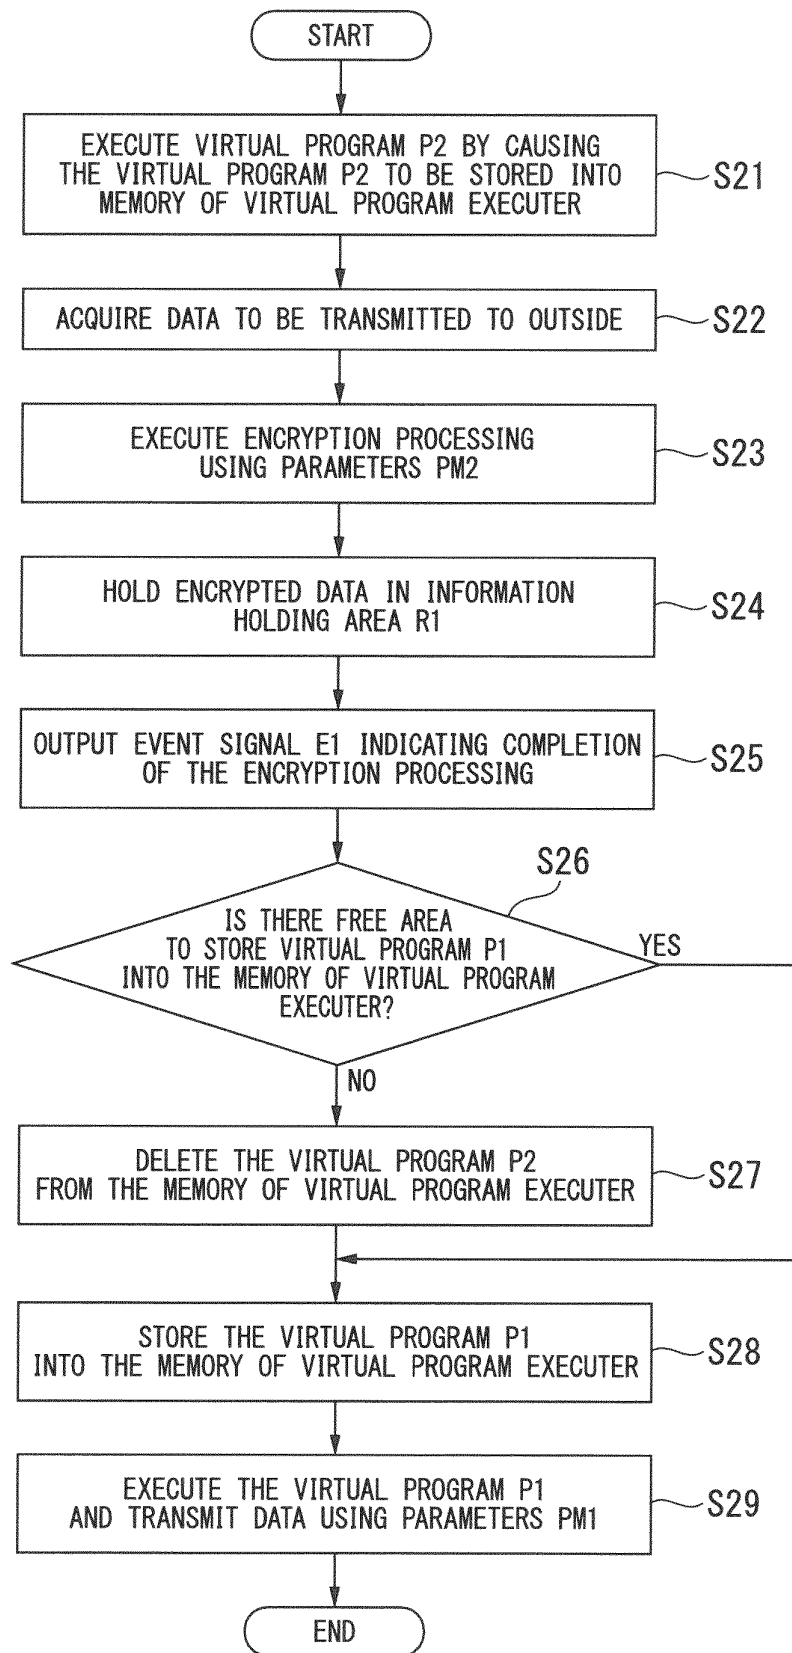 START
EXECUTE VIRTUAL PROGRAM P2 BY CAUSING
THE VIRTUAL PROGRAM P2 TO BE STORED INTO
MEMORY OF VIRTUAL PROGRAM EXECUTER
S21
ACQUIRE DATA TO BE TRANSMITTED TO OUTSIDE
S22
EXECUTE ENCRYPTION PROCESSING
USING PARAMETERS PM2
S23
HOLD ENCRYPTED DATA IN INFORMATION
HOLDING AREA R1
S24
OUTPUT EVENT SIGNAL E1 INDICATING COMPLETION
OF THE ENCRYPTION PROCESSING
S25
S26
IS THERE FREE AREA
TO STORE VIRTUAL PROGRAM P1
INTO THE MEMORY OF VIRTUAL PROGRAM
EXECUTER?
YES
NO
DELETE THE VIRTUAL PROGRAM P2
FROM THE MEMORY OF VIRTUAL PROGRAM EXECUTER
S27
STORE THE VIRTUAL PROGRAM P1
INTO THE MEMORY OF VIRTUAL PROGRAM EXECUTER
S28
EXECUTE THE VIRTUAL PROGRAM P1
AND TRANSMIT DATA USING PARAMETERS PM1
S29
END